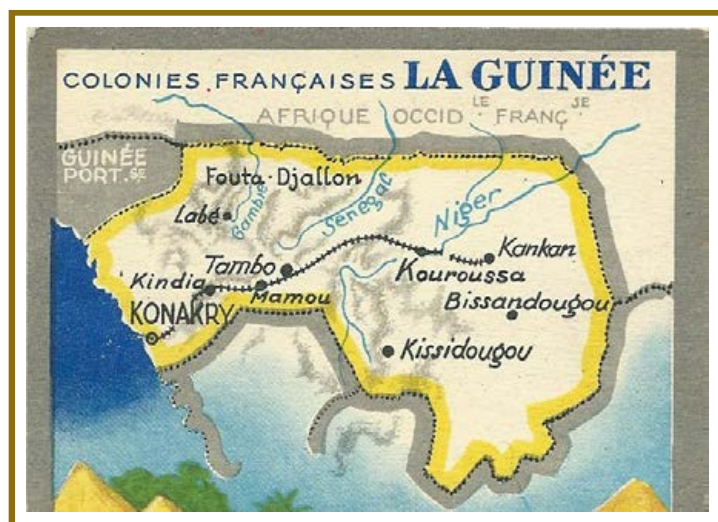 COLONIES FRANÇAISES LA GUINÉE
AFRIQUE OCCID LE FRANÇ SE
GUINÉE
PORT. SE
Fouta-Djallon
Labé
Gambie
Sénégal
Niger
Tambo
Kankan
Kindia
Kouroussa
Mamou
Bissandougou
KONAKRY
Kissidougou